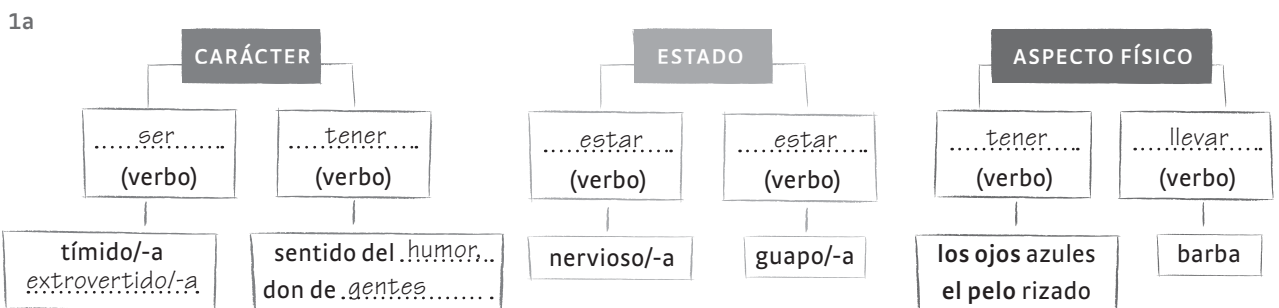 1a
CARÁCTER
ESTADO
ASPECTO FÍSICO
ser
(verbo)
tener
(verbo)
estar
(verbo)
estar
(verbo)
tener
(verbo)
llevar
(verbo)
tímido/-a
extrovertido/-a
sentido del humor,
don de gentes
nervioso/-a
guapo/-a
los ojos azules
el pelo rizado
barba